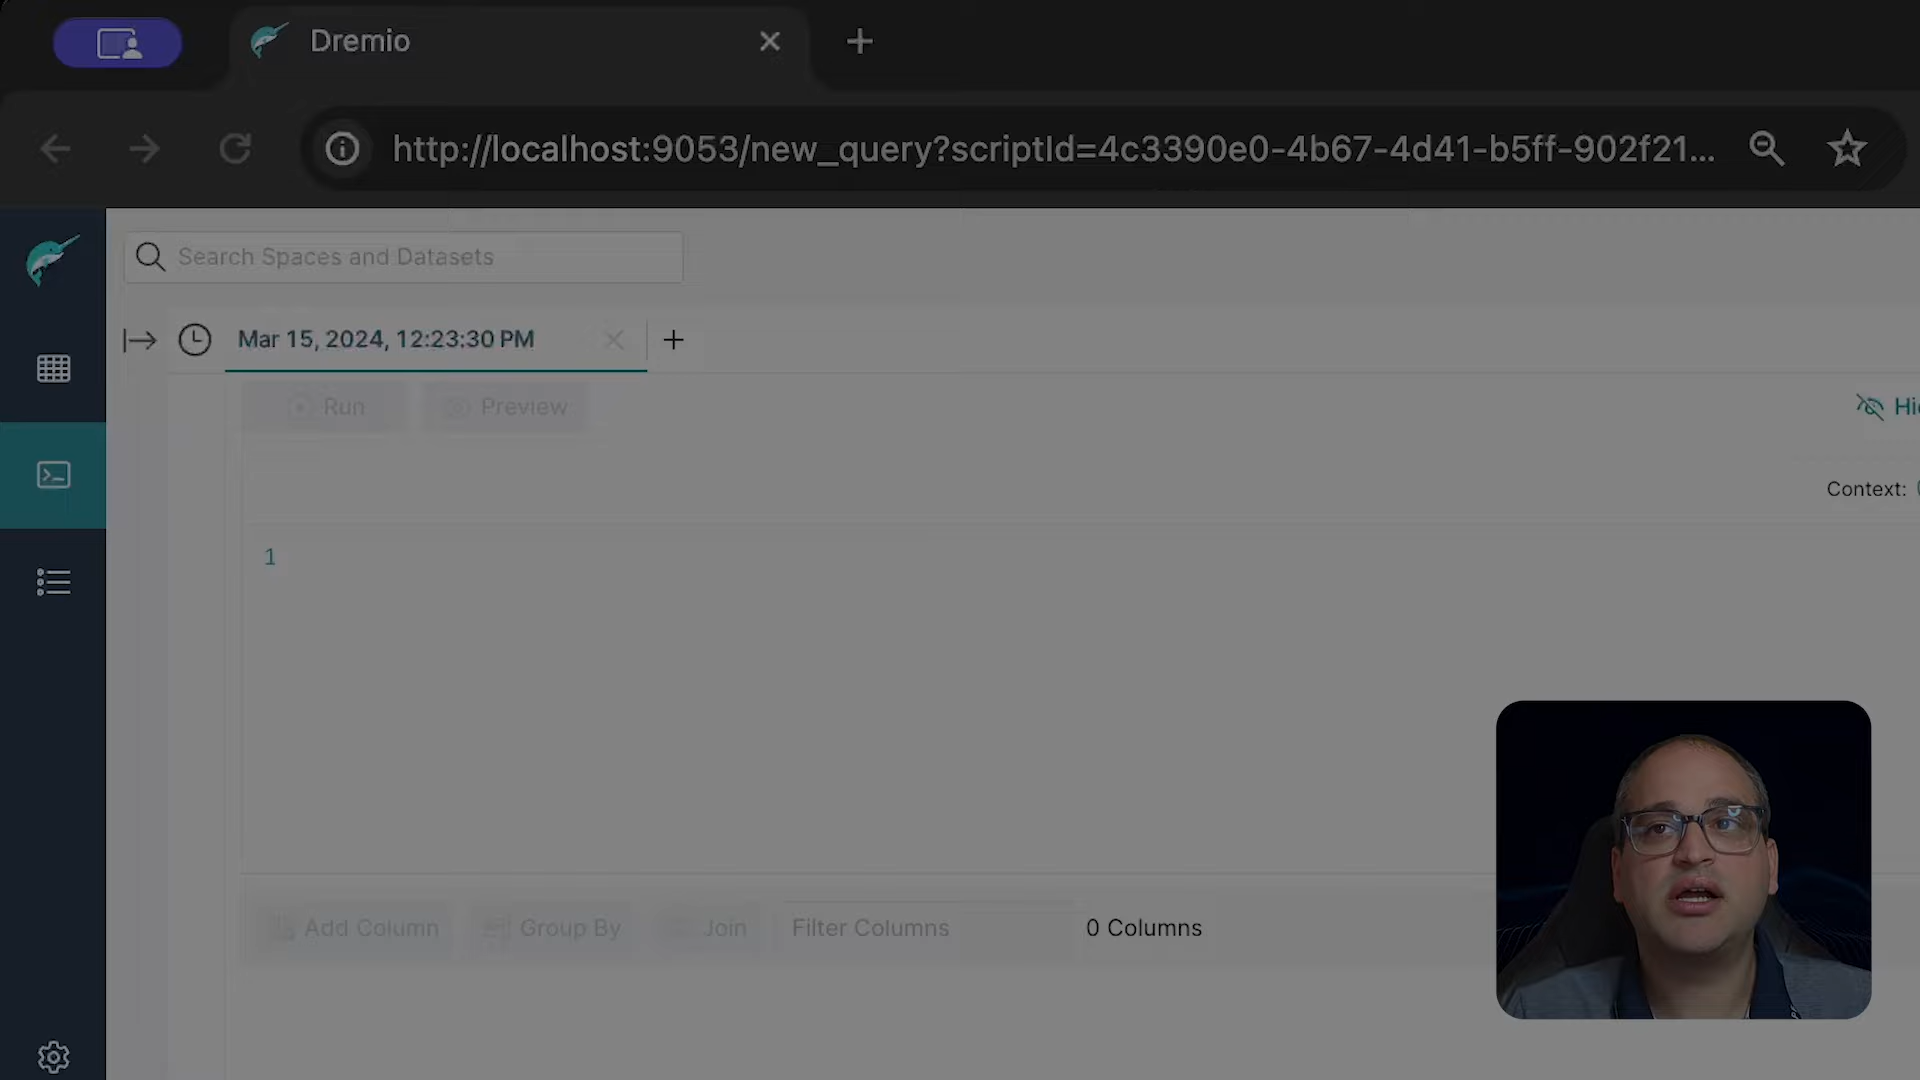 Dremio
http://localhost:9053/new_query?scriptId=4c3390e0-4b67-4d41-b5ff-902f21...
Search Spaces and Datasets
Mar 15, 2024, 12:23:30 PM
Run Preview
Hi
Context:
1
Add Column Group By Join Filter Columns 0 Columns